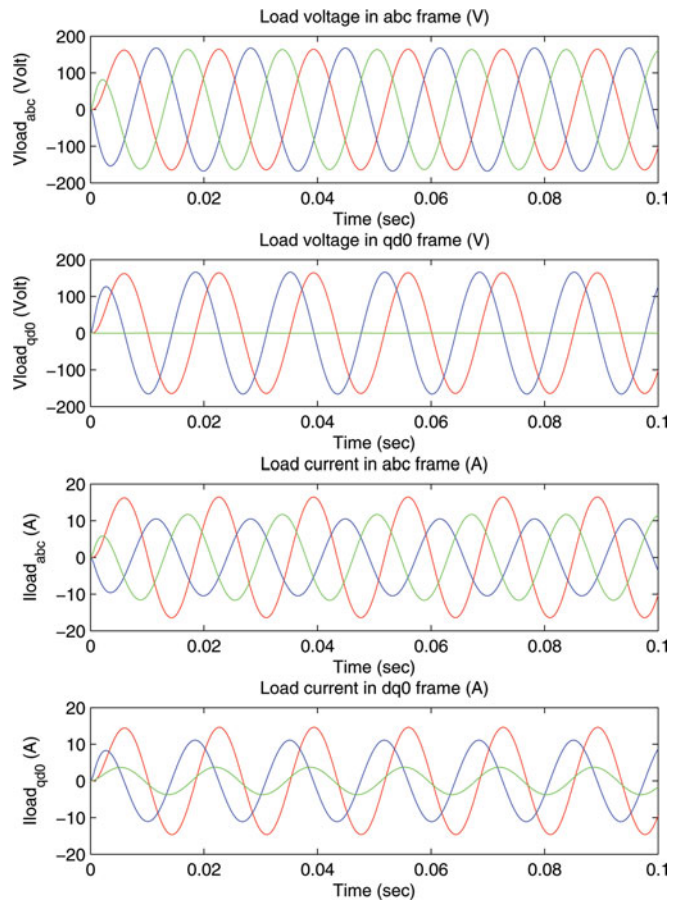 Load voltage in abc frame (V)
200
100
0
−100
−200
Vload_abc (Volt)
0 0.02 0.04 0.06 0.08 0.1
Time (sec)
Load voltage in qd0 frame (V)
200
100
0
−100
−200
Vload_qd0 (Volt)
0 0.02 0.04 0.06 0.08 0.1
Time (sec)
Load current in abc frame (A)
20
10
0
−10
−20
Iload_abc (A)
0 0.02 0.04 0.06 0.08 0.1
Time (sec)
Load current in dq0 frame (A)
20
10
0
−10
−20
Iload_qd0 (A)
0 0.02 0.04 0.06 0.08 0.1
Time (sec)